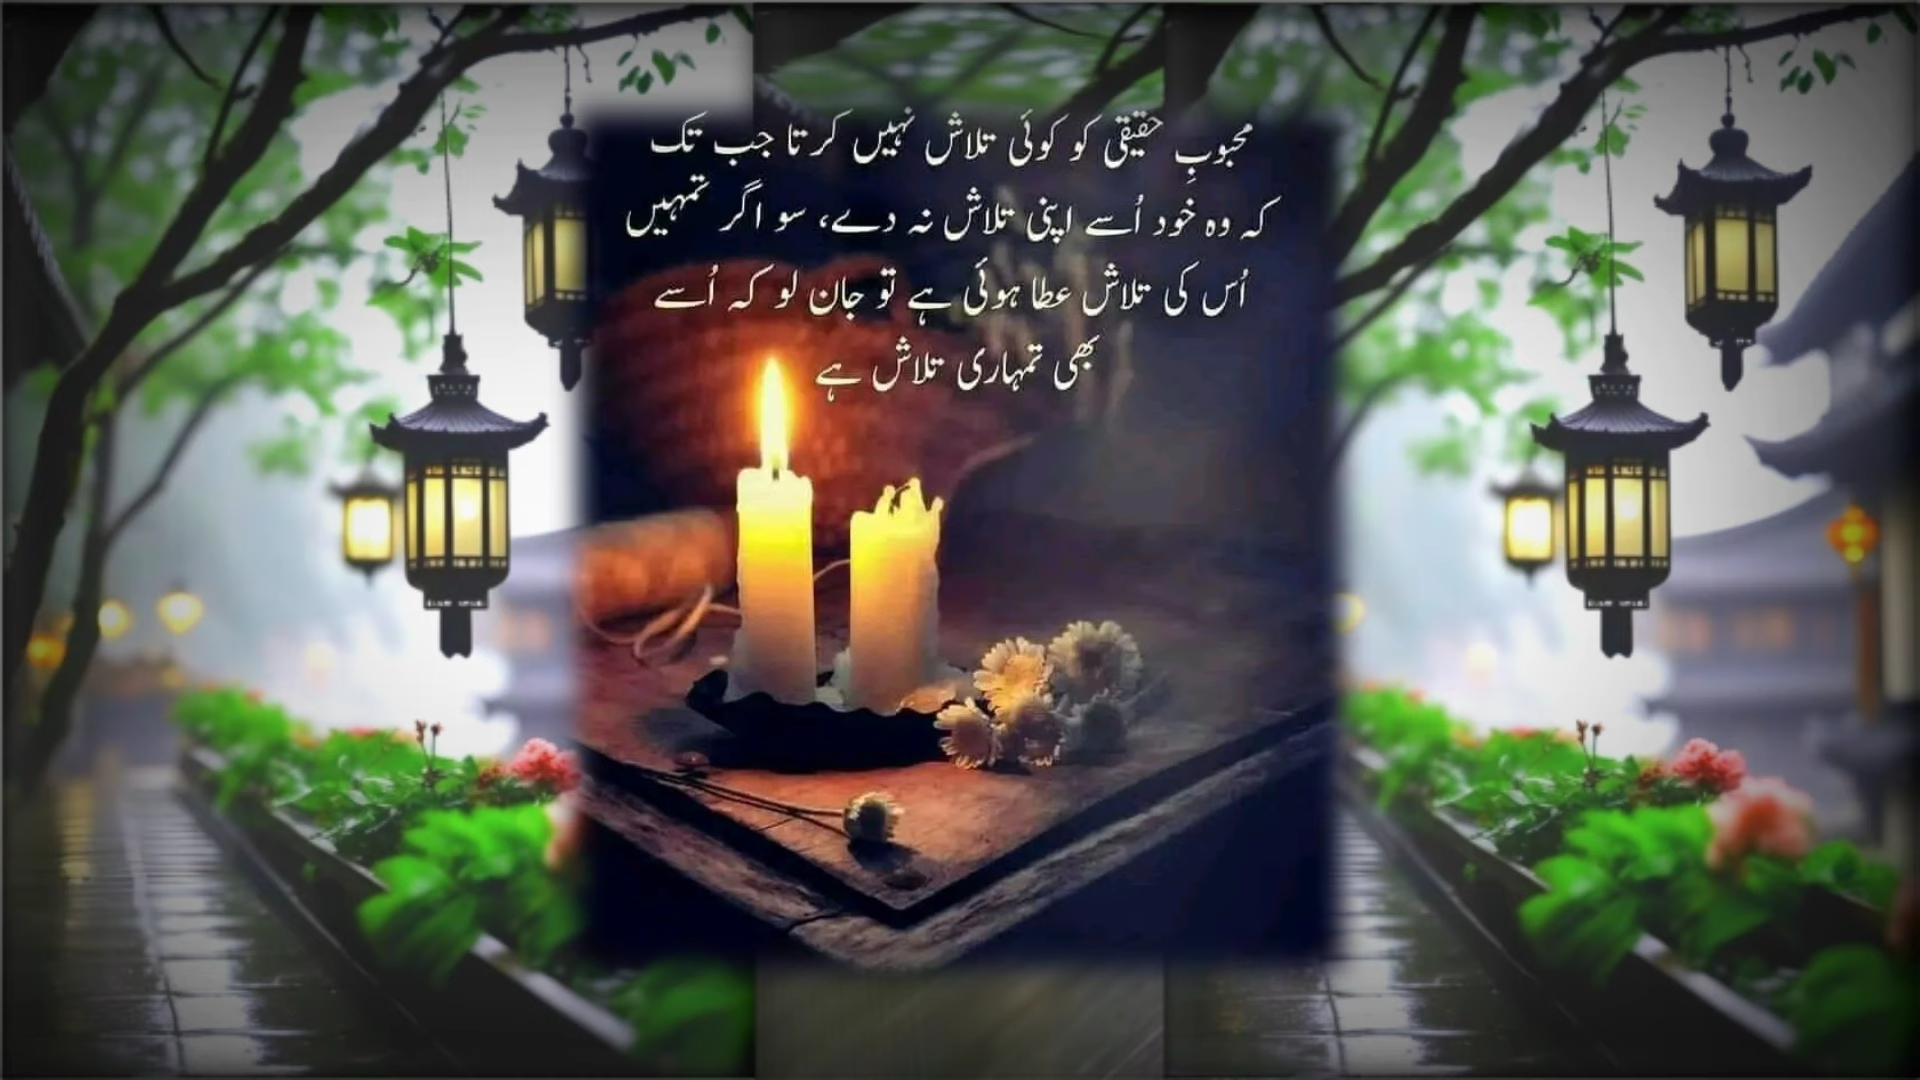 محبوبِ حقیقی کو کوئی تلاش نہیں کرتا جب تک
کہ وہ خود اُسے اپنی تلاش نہ دے، سو اگر تمہیں
اُس کی تلاش عطا ہوئی ہے تو جان لو کہ اُسے
بھی تمہاری تلاش ہے